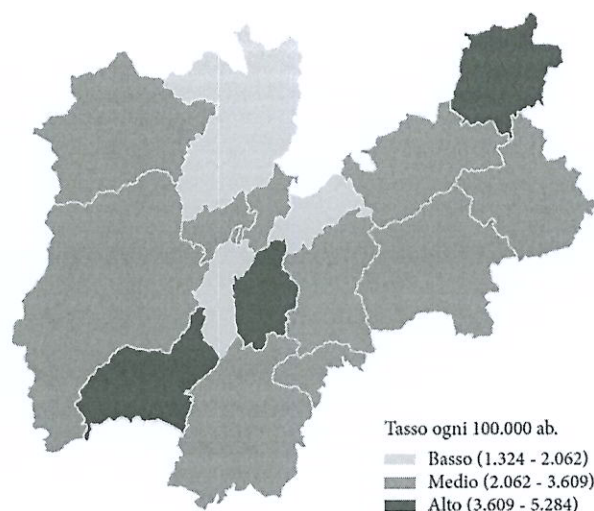 Tasso ogni 100.000 ab.
Basso (1.324 - 2.062)
Medio (2.062 - 3.609)
Alto (3.609 - 5.284)